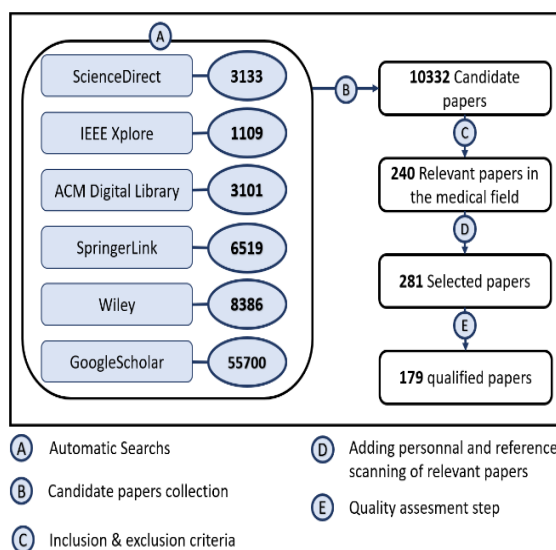 A
ScienceDirect 3133
IEEE Xplore 1109
ACM Digital Library 3101
SpringerLink 6519
Wiley 8386
GoogleScholar 55700
B
10332 Candidate
papers
C
240 Relevant papers in
the medical field
D
281 Selected papers
E
179 qualified papers
A Automatic Searchs
B Candidate papers collection
C Inclusion & exclusion criteria
D Adding personnal and reference
scanning of relevant papers
E Quality assesment step